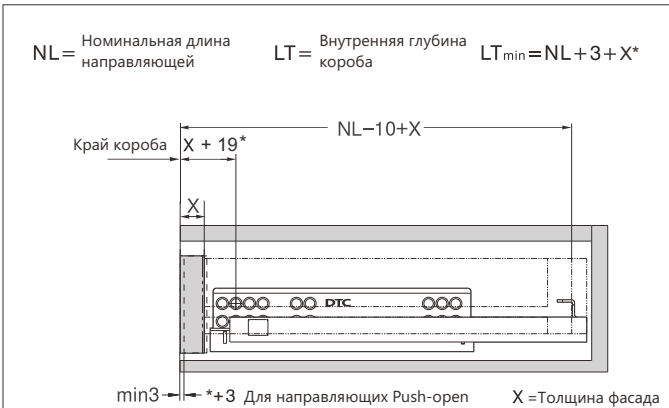 NL= Номинальная длина
направляющей
LT= Внутренняя глубина
короба
LTmin=NL+3+X*
NL−10+X
Край короба
X + 19*
X
DTC
min3
*+3 Для направляющих Push-open
X =Толщина фасада